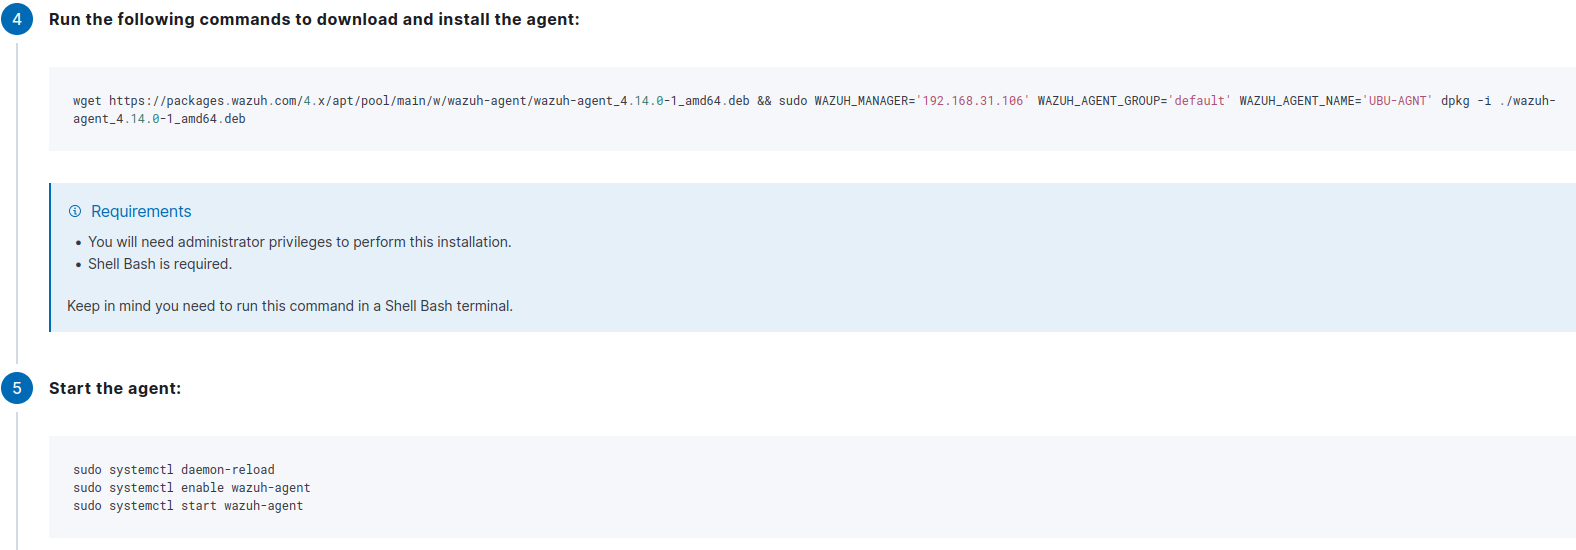 4
Run the following commands to download and install the agent:
wget https://packages.wazuh.com/4.x/apt/pool/main/w/wazuh-agent/wazuh-agent_4.14.0-1_amd64.deb && sudo WAZUH_MANAGER='192.168.31.106' WAZUH_AGENT_GROUP='default' WAZUH_AGENT_NAME='UBU-AGNT' dpkg -i ./wazuh-
agent_4.14.0-1_amd64.deb
Requirements
• You will need administrator privileges to perform this installation.
• Shell Bash is required.
Keep in mind you need to run this command in a Shell Bash terminal.
5
Start the agent:
sudo systemctl daemon-reload
sudo systemctl enable wazuh-agent
sudo systemctl start wazuh-agent